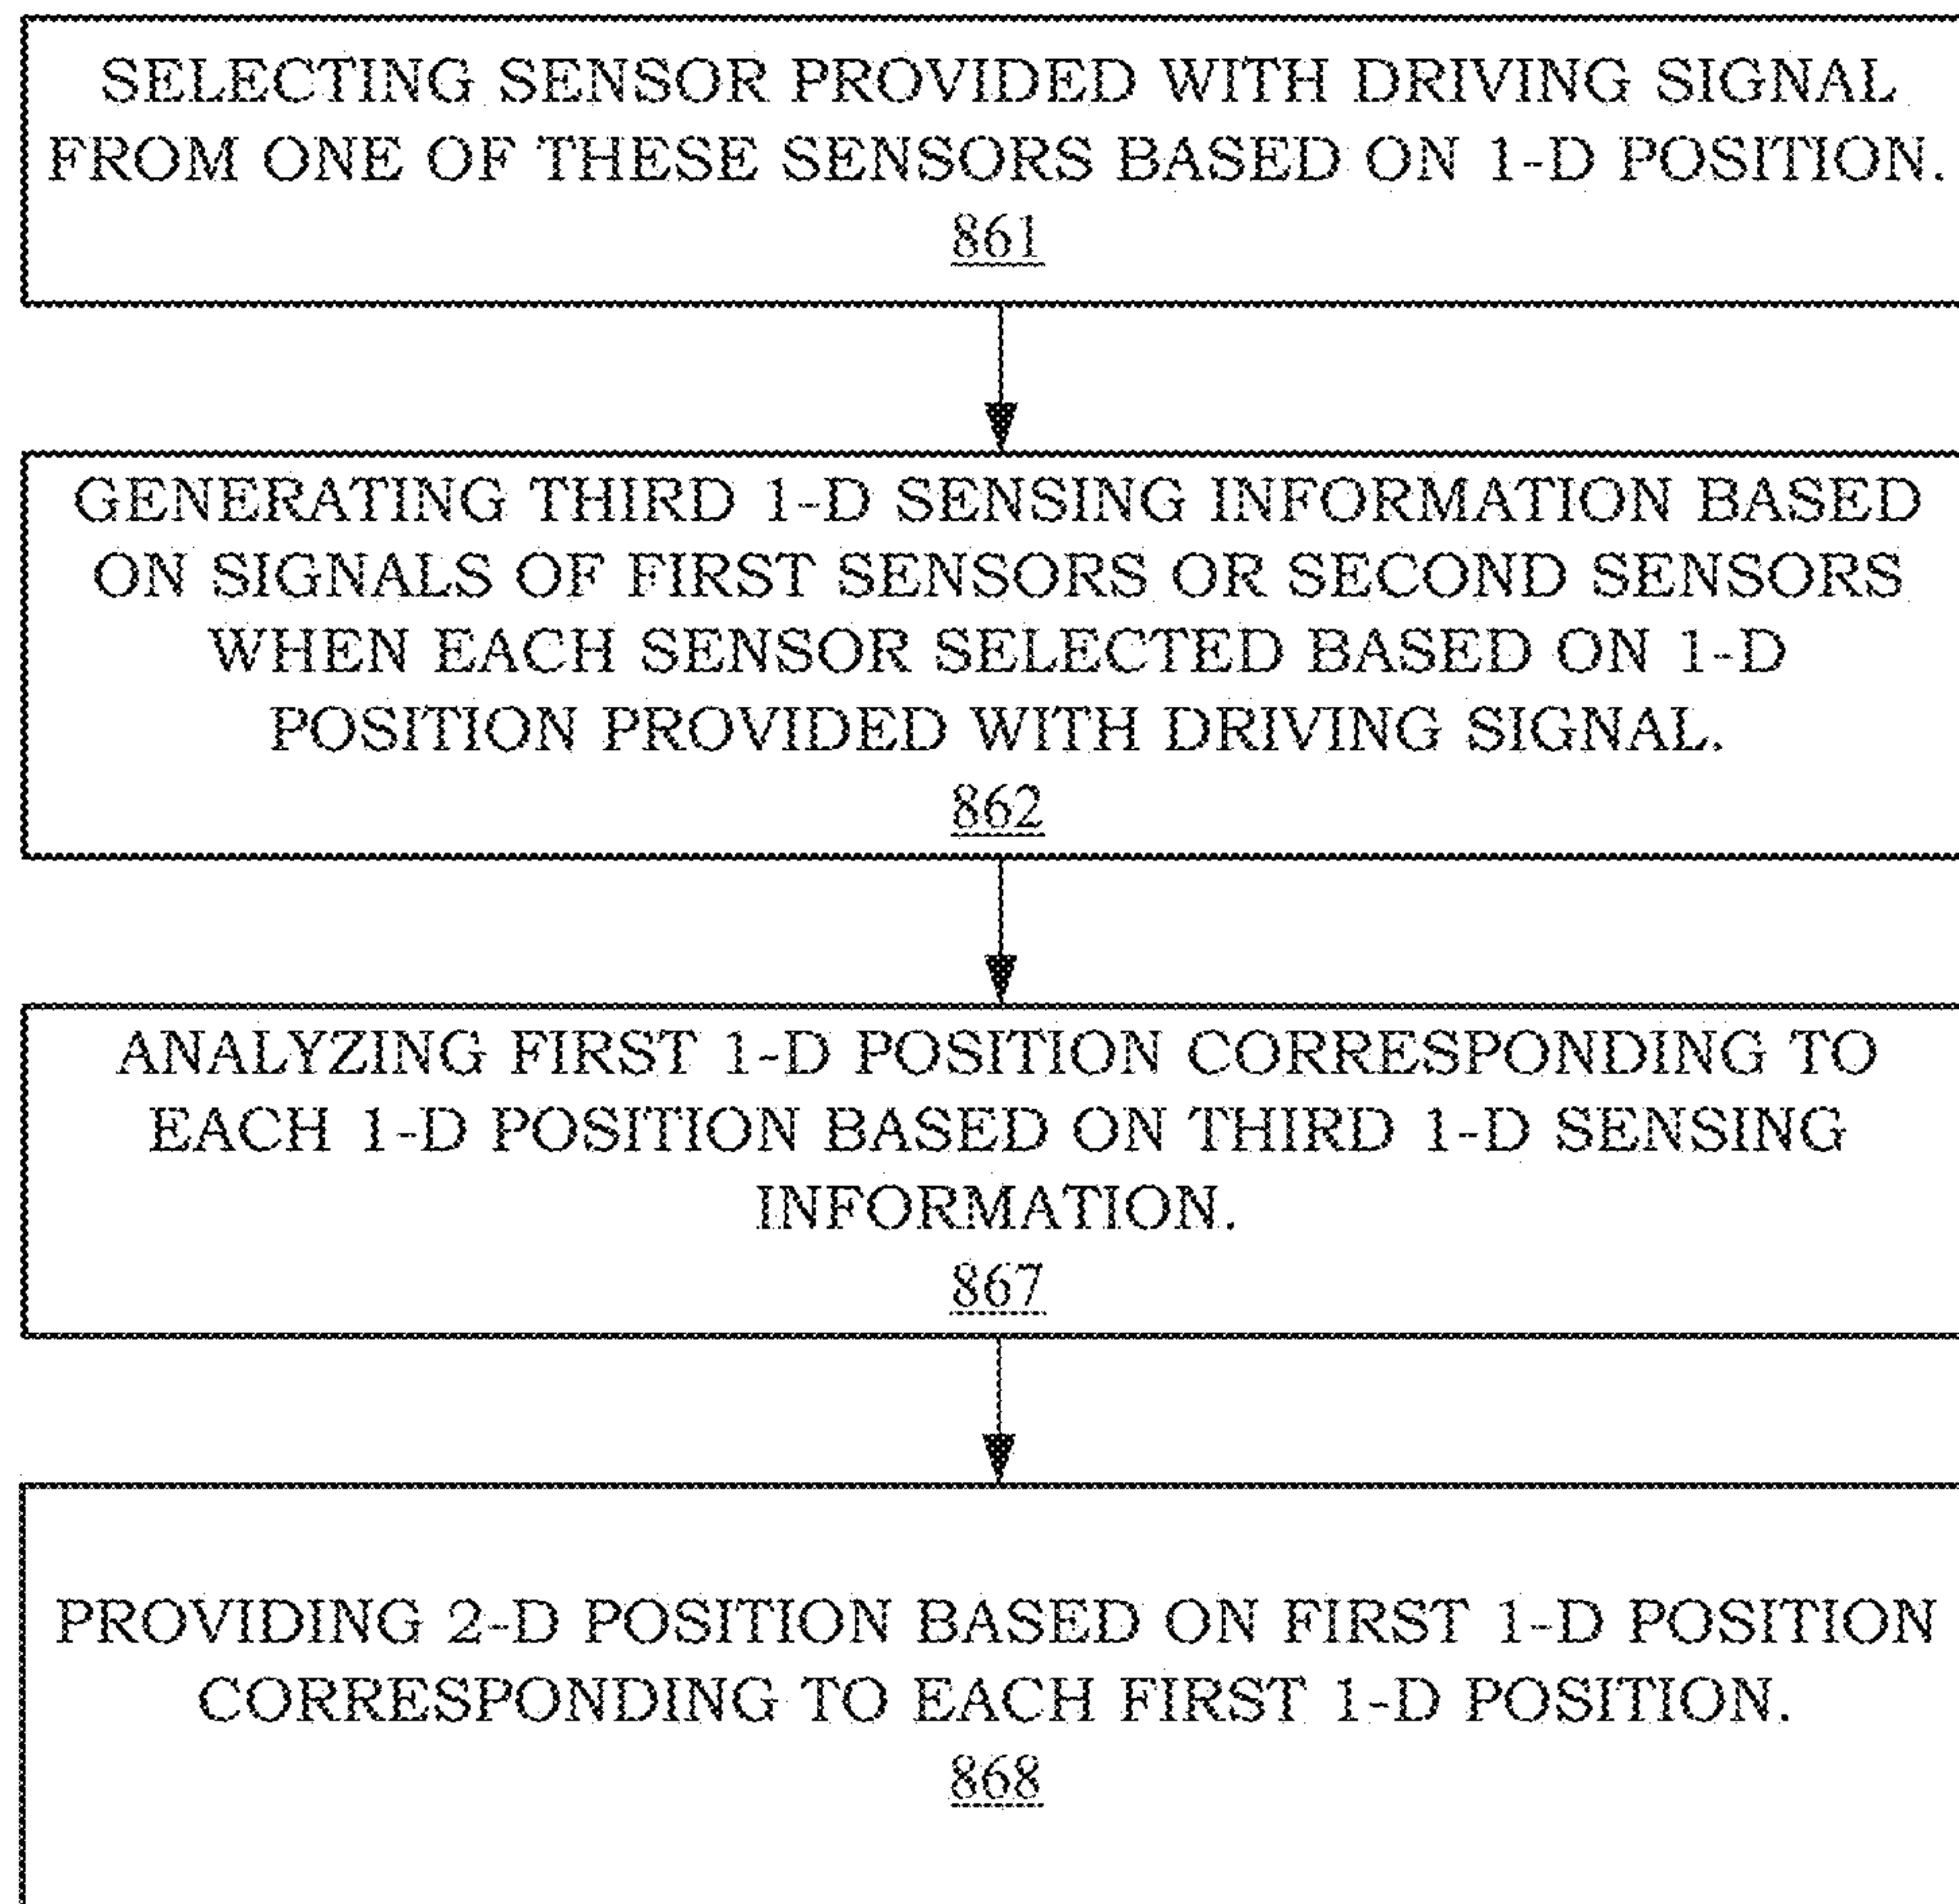 SELECTING SENSOR PROVIDED WITH DRIVING SIGNAL
FROM ONE OF THESE SENSORS BASED ON 1-D POSITION.
861
GENERATING THIRD 1-D SENSING INFORMATION BASED
ON SIGNALS OF FIRST SENSORS OR SECOND SENSORS
WHEN EACH SENSOR SELECTED BASED ON 1-D
POSITION PROVIDED WITH DRIVING SIGNAL.
862
ANALYZING FIRST 1-D POSITION CORRESPONDING TO
EACH 1-D POSITION BASED ON THIRD 1-D SENSING
INFORMATION.
867
PROVIDING 2-D POSITION BASED ON FIRST 1-D POSITION
CORRESPONDING TO EACH FIRST 1-D POSITION.
868